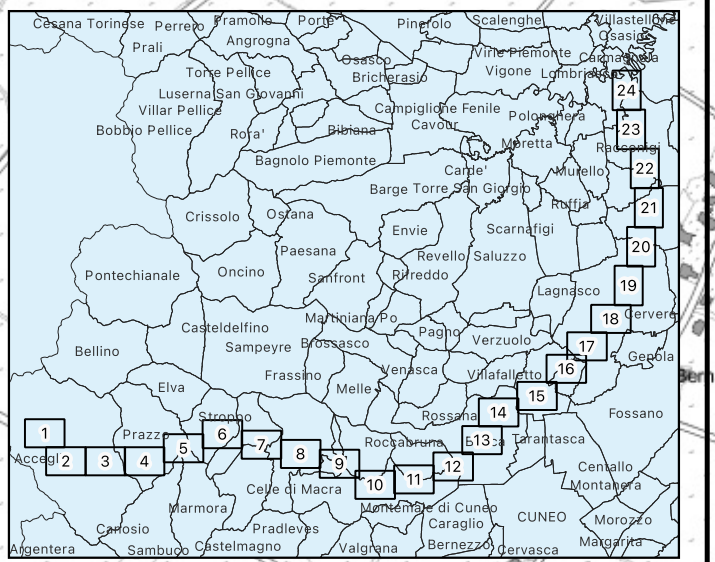 Cesana Torinese
Perrero
Pramollo
Porte
Pinerolo
Scalenghe
Villastellone
Osasio
Prali
Angrogna
Osasco
Bricherasio
Virle Piemonte
Vigone
Lombriasco
Carmagnola
Torre Pellice
Luserna San Giovanni
Villar Pellice
Bobbio Pellice
Rora'
Bibiana
Campiglione Fenile
Cavour
Polonghera
Moretta
Racconigi
24
23
22
Bagnolo Piemonte
Carde'
Murello
Barge
Torre San Giorgio
Ruffia
21
Crissolo
Ostana
Envie
Scarnafigi
20
Paesana
Revello
Saluzzo
Pontechianale
Oncino
Sanfront
Rifreddo
Lagnasco
19
Martiniana Po
18
Cervere
Casteldelfino
Sampeyre
Brossasco
Pagno
Verzuolo
17
Bellino
Genola
Bern
Frassino
Melle
Venasca
Villafalletto
16
Elva
15
Stroppo
Rossana
14
Fossano
1
Prazzo
5
6
7
Roccabruna
13
Tarantasca
Acceglio
2
3
4
8
9
12
Centallo
10
11
Montanera
Celle di Macra
Marmora
Montemale di Cuneo
Caraglio
CUNEO
Morozzo
Canosio
Pradleves
Argentera
Sambuco
Castelmagno
Valgrana
Bernezzo
Cervasca
Margarita